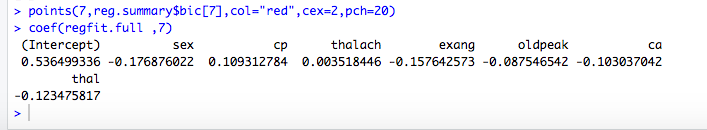 > points(7,reg.summary$bic[7],col="red",cex=2,pch=20)
> coef(regfit.full ,7)
 (Intercept)          sex           cp      thalach        exang      oldpeak           ca 
 0.536499336 -0.176876022  0.109312784  0.003518446 -0.157642573 -0.087546542 -0.103037042 
        thal 
-0.123475817 
>